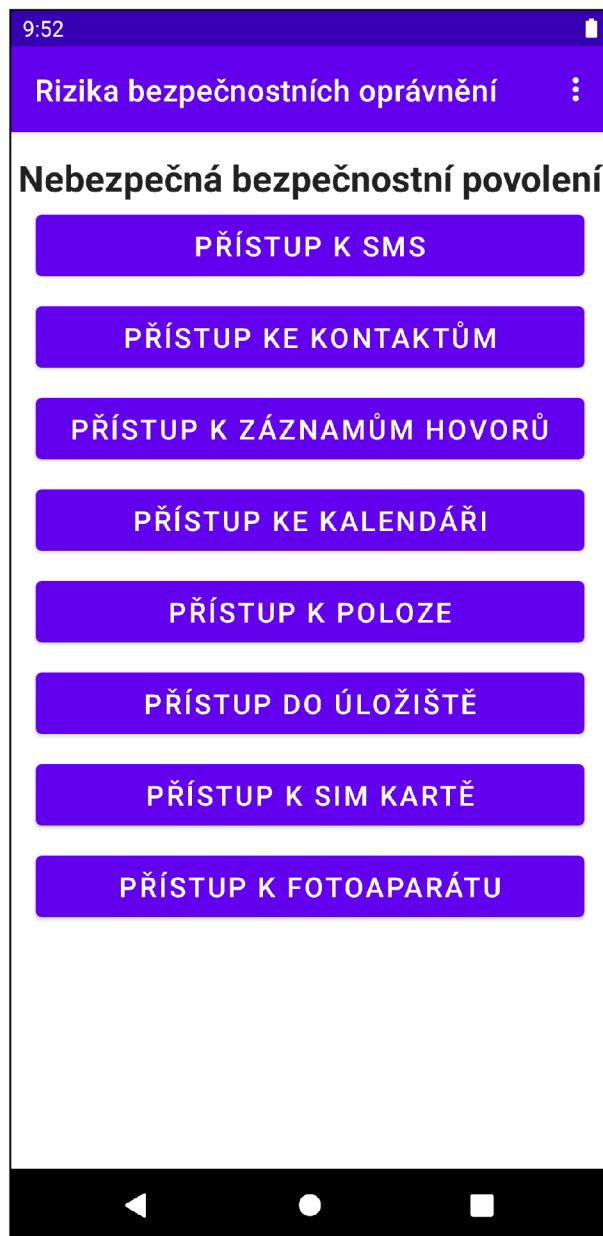 9:52
Rizika bezpečnostních oprávnění
Nebezpečná bezpečnostní povolení
PŘÍSTUP K SMS
PŘÍSTUP KE KONTAKTŮM
PŘÍSTUP K ZÁZNAMŮM HOVORŮ
PŘÍSTUP KE KALENDÁŘI
PŘÍSTUP K POLOZE
PŘÍSTUP DO ÚLOŽIŠTĚ
PŘÍSTUP K SIM KARTĚ
PŘÍSTUP K FOTOAPARÁTU